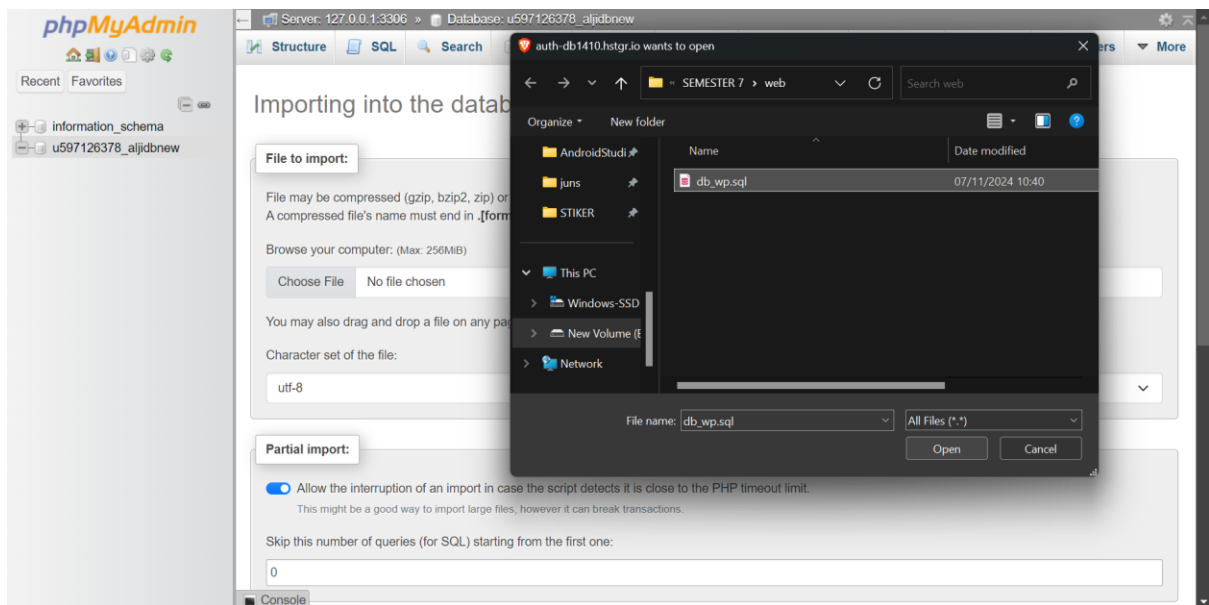 phpMyAdmin
Recent Favorites
information_schema
u597126378_aljidbnew
Server: 127.0.0.1:3306 » Database: u597126378_aljidbnew
Structure SQL Search
ers More
Importing into the datab
File to import:
File may be compressed (gzip, bzip2, zip) or
A compressed file's name must end in .[form
Browse your computer: (Max: 256MiB)
Choose File No file chosen
You may also drag and drop a file on any pag
Character set of the file:
utf-8
Partial import:
Allow the interruption of an import in case the script detects it is close to the PHP timeout limit.
This might be a good way to import large files, however it can break transactions.
Skip this number of queries (for SQL) starting from the first one:
0
Console
auth-db1410.hstgr.io wants to open
« SEMESTER 7 › web
Search web
Organize New folder
AndroidStudi
juns
STIKER
This PC
Windows-SSD
New Volume (E
Network
Name Date modified
db_wp.sql 07/11/2024 10:40
File name: db_wp.sql All Files (*.*)
Open Cancel